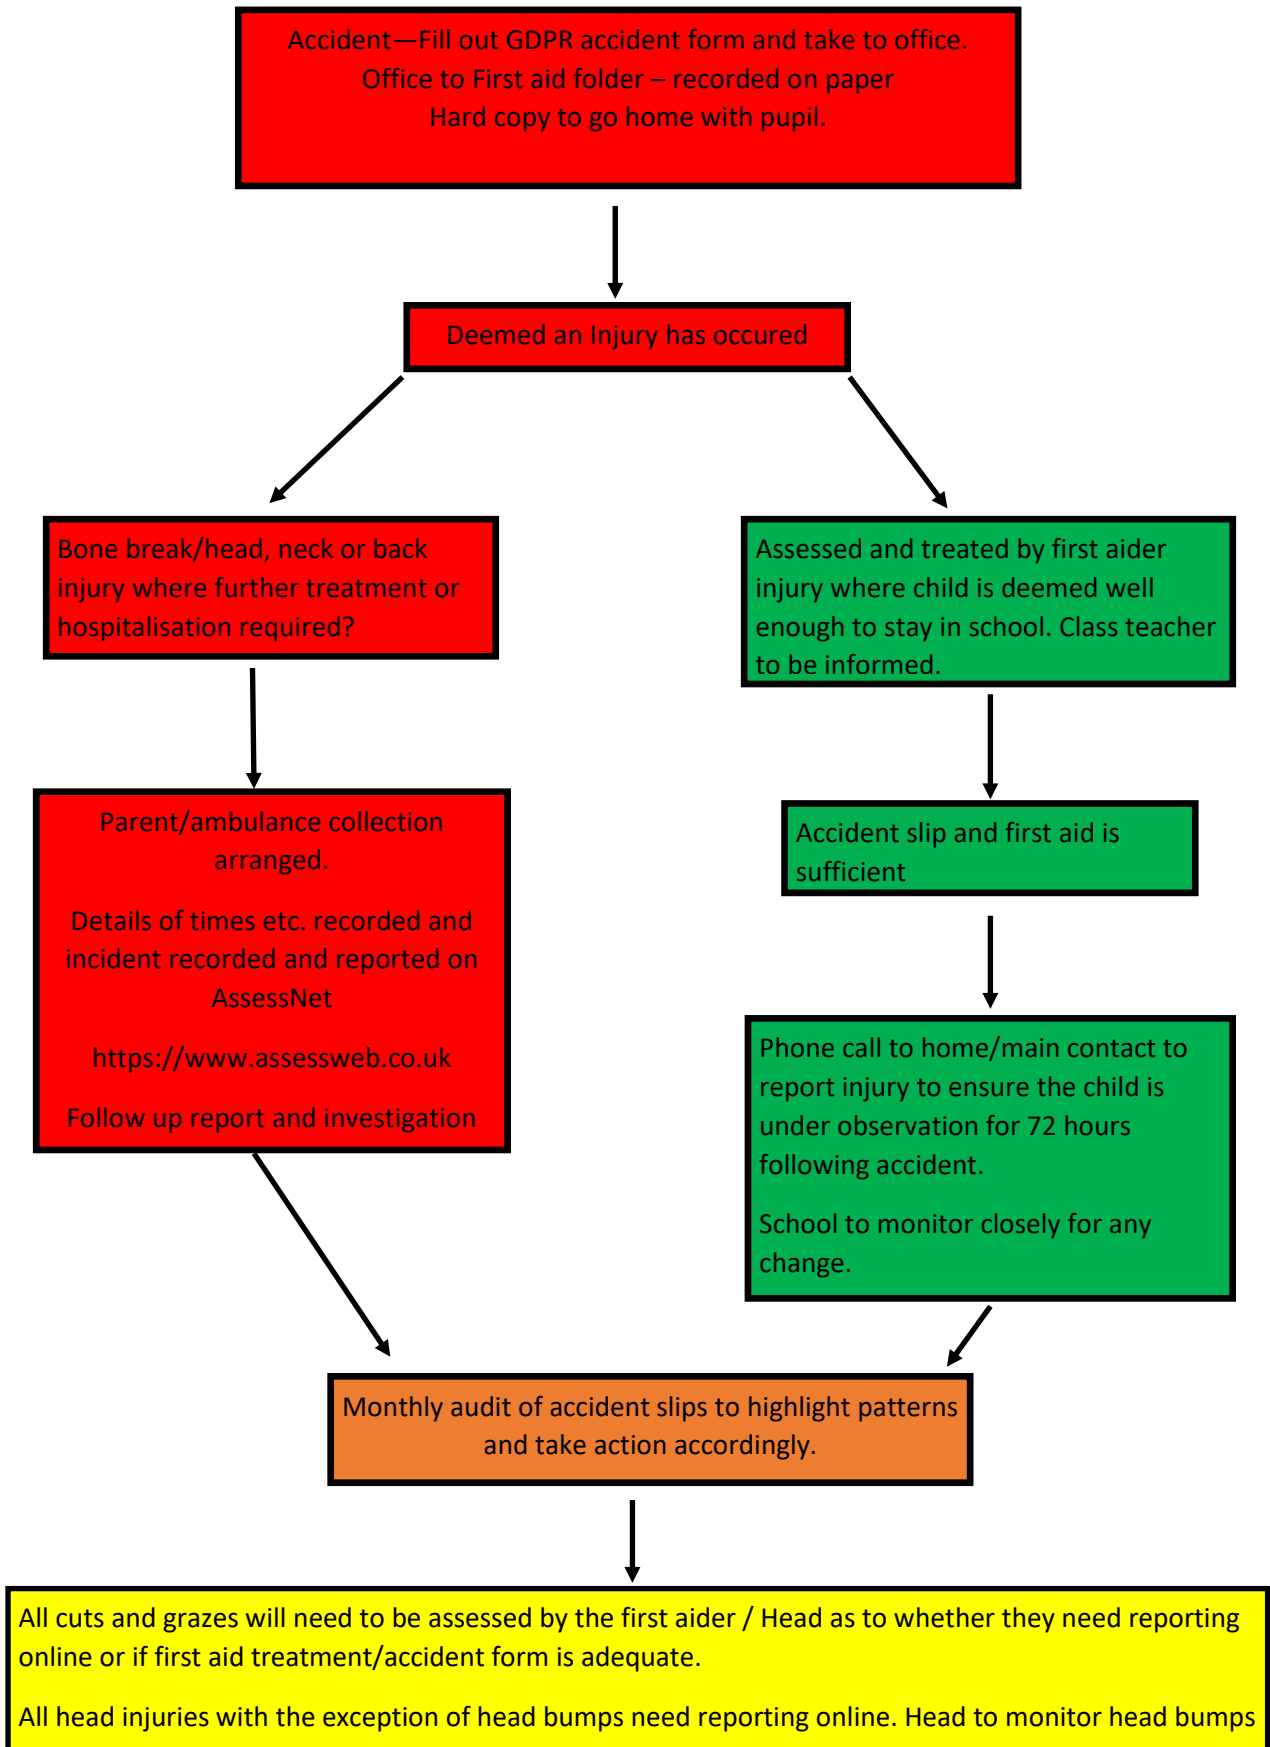 Accident—Fill out GDPR accident form and take to office.
Office to First aid folder – recorded on paper
Hard copy to go home with pupil.
Deemed an Injury has occured
Bone break/head, neck or back
injury where further treatment or
hospitalisation required?
Assessed and treated by first aider
injury where child is deemed well
enough to stay in school. Class teacher
to be informed.
Parent/ambulance collection
arranged.
Details of times etc. recorded and
incident recorded and reported on
AssessNet
https://www.assessweb.co.uk
Follow up report and investigation
Accident slip and first aid is
sufficient
Phone call to home/main contact to
report injury to ensure the child is
under observation for 72 hours
following accident.
School to monitor closely for any
change.
Monthly audit of accident slips to highlight patterns
and take action accordingly.
All cuts and grazes will need to be assessed by the first aider / Head as to whether they need reporting
online or if first aid treatment/accident form is adequate.
All head injuries with the exception of head bumps need reporting online. Head to monitor head bumps